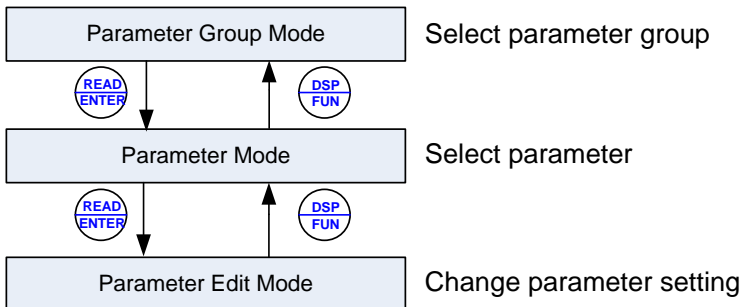 Parameter Group Mode
Select parameter group
READ
ENTER
DSP
FUN
Parameter Mode
Select parameter
READ
ENTER
DSP
FUN
Parameter Edit Mode
Change parameter setting